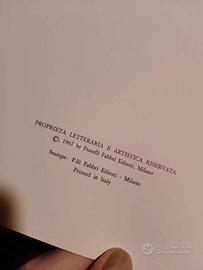 PROPRIETÀ LETTERARIA E ARTISTICA RISERVATA
©. 1967 by Fratelli Fabbri Editori, Milano
Stampa: F.lli Fabbri Editori - Milano
Printed in Italy
Subito.it